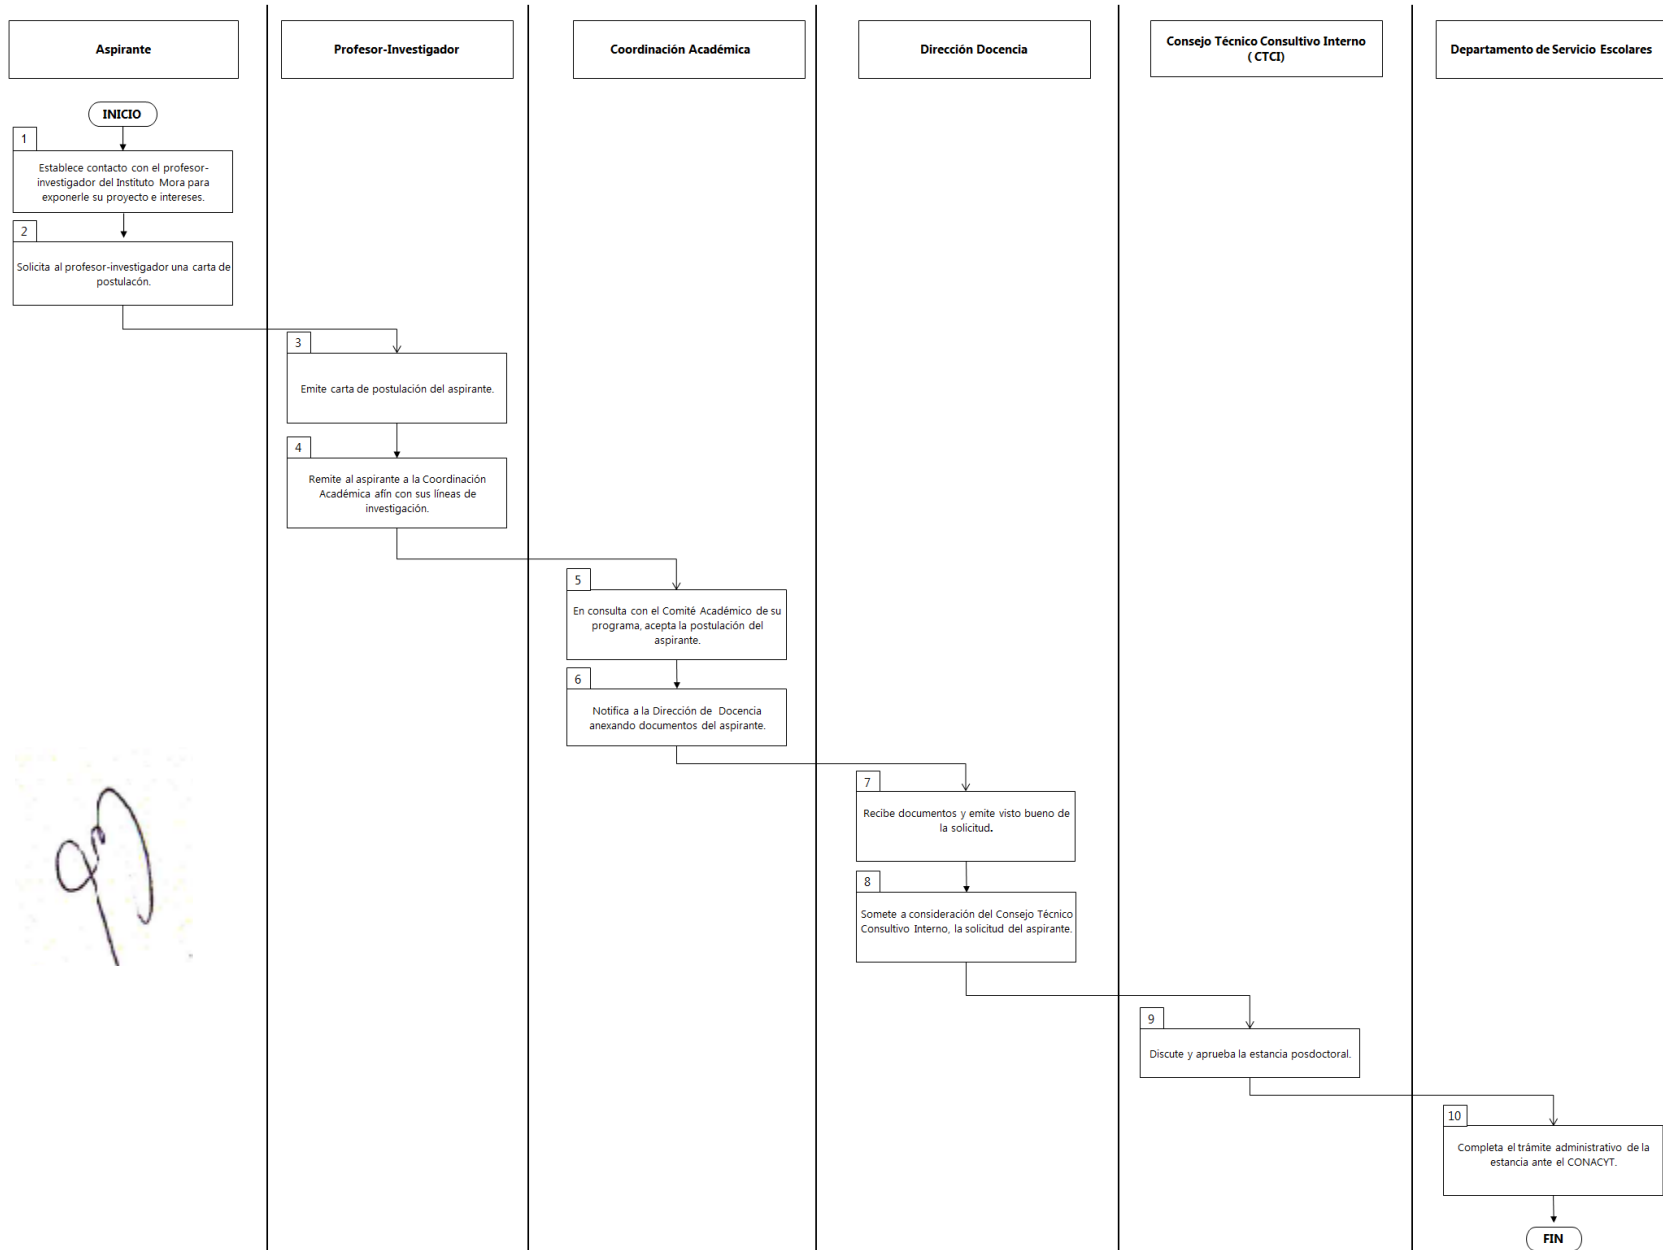 Aspirante
Profesor-Investigador
Coordinación Académica
Dirección Docencia
Consejo Técnico Consultivo Interno
( CTCI)
Departamento de Servicio Escolares
INICIO
1
Establece contacto con el profesor-
investigador del Instituto Mora para
exponerle su proyecto e intereses.
2
Solicita al profesor-investigador una carta de
postulacón.
3
Emite carta de postulación del aspirante.
4
Remite al aspirante a la Coordinación
Académica afín con sus líneas de
investigación.
5
En consulta con el Comité Académico de su
programa, acepta la postulación del
aspirante.
6
Notifica a la Dirección de Docencia
anexando documentos del aspirante.
7
Recibe documentos y emite visto bueno de
la solicitud.
8
Somete a consideración del Consejo Técnico
Consultivo Interno, la solicitud del aspirante.
9
Discute y aprueba la estancia posdoctoral.
10
Completa el trámite administrativo de la
estancia ante el CONACYT.
FIN